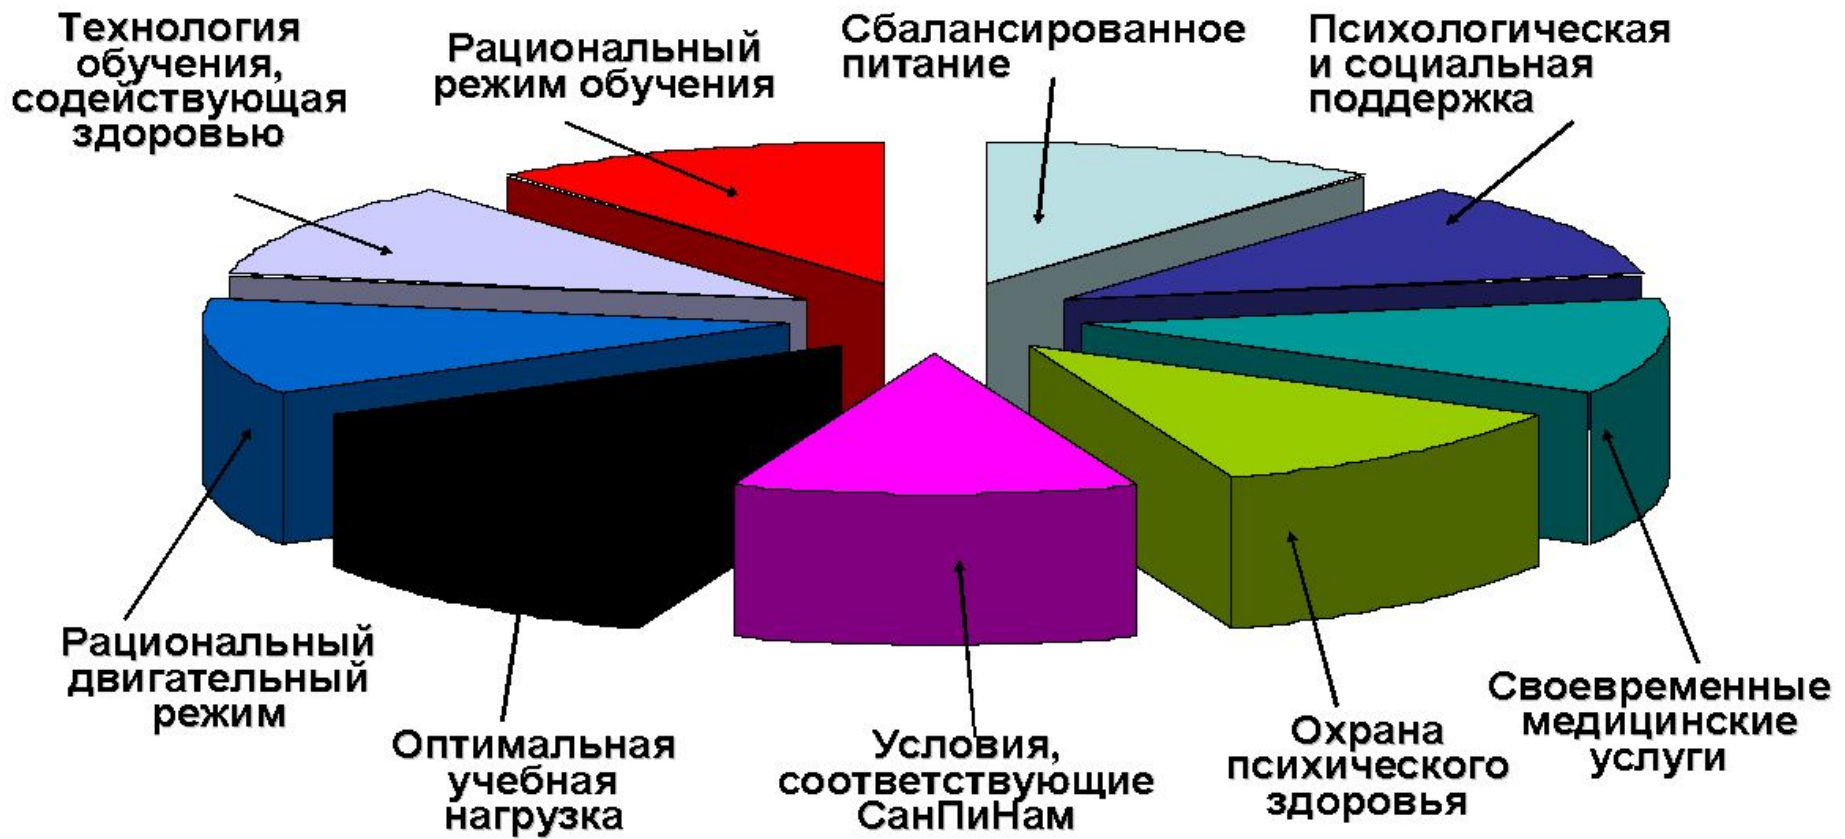 Технология
обучения,
содействующая
здоровью
Рациональный
режим обучения
Сбалансированное
питание
Психологическая
и социальная
поддержка
Рациональный
двигательный
режим
Оптимальная
учебная
нагрузка
Условия,
соответствующие
СанПиНам
Охрана
психического
здоровья
Своевременные
медицинские
услуги